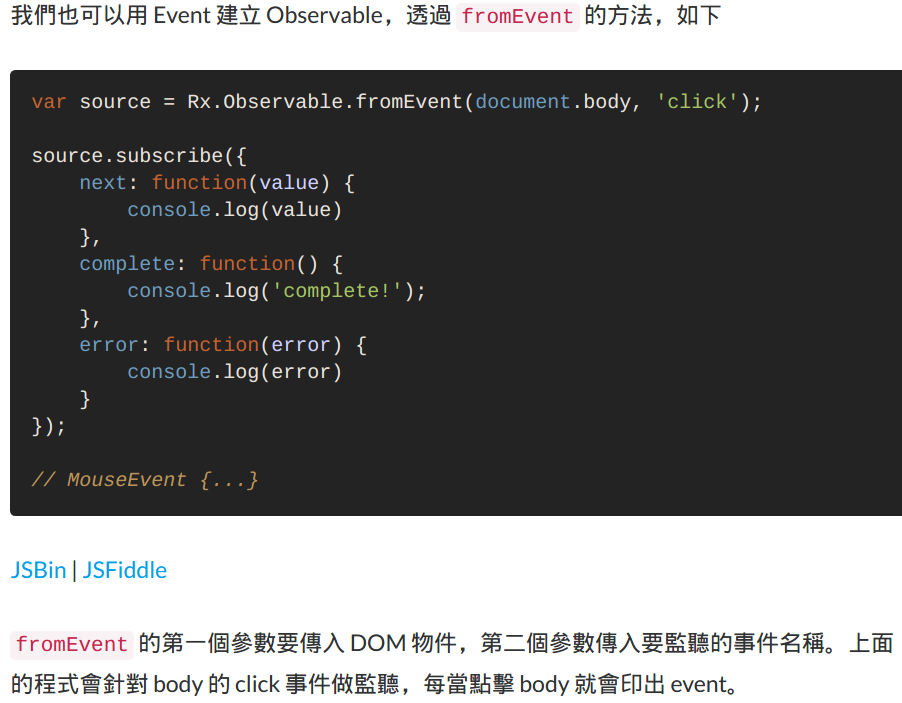 我們也可以用 Event 建立 Observable，透過 fromEvent 的方法，如下
var source = Rx.Observable.fromEvent(document.body, 'click');
source.subscribe({
    next: function(value) {
        console.log(value)
    },
    complete: function() {
        console.log('complete!');
    },
    error: function(error) {
        console.log(error)
    }
});
// MouseEvent {...}
JSBin | JSFiddle
fromEvent 的第一個參數要傳入 DOM 物件，第二個參數傳入要監聽的事件名稱。上面
的程式會針對 body 的 click 事件做監聽，每當點擊 body 就會印出 event。